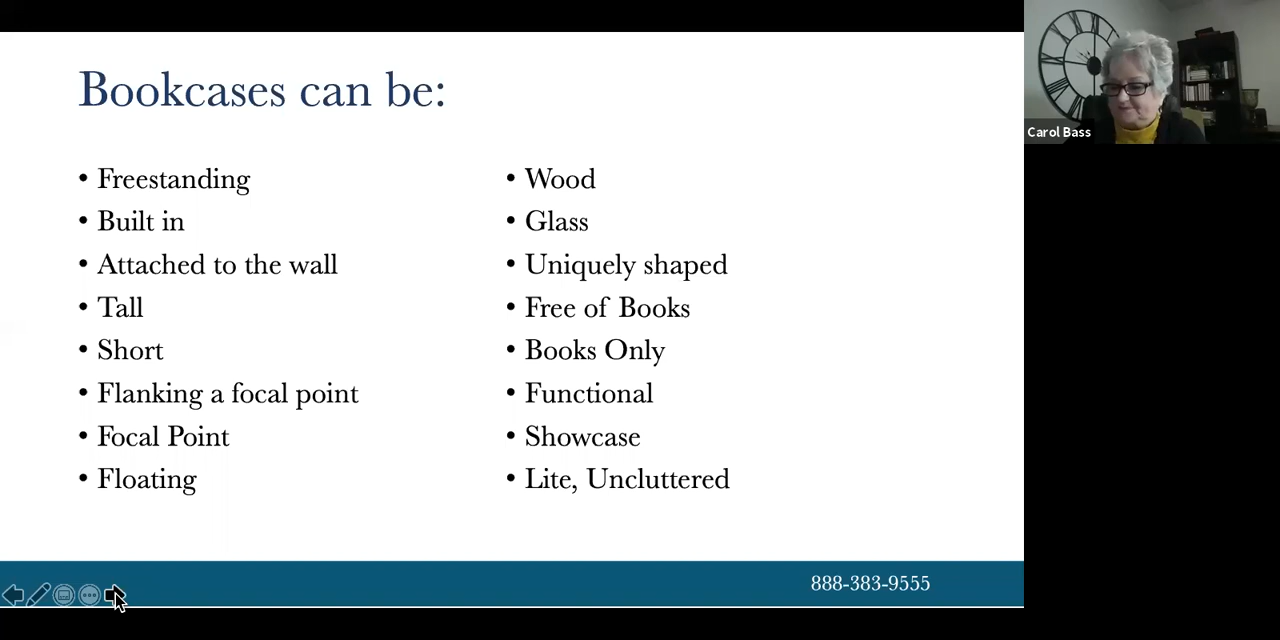 Bookcases can be:
• Freestanding
• Built in
• Attached to the wall
• Tall
• Short
• Flanking a focal point
• Focal Point
• Floating
• Wood
• Glass
• Uniquely shaped
• Free of Books
• Books Only
• Functional
• Showcase
• Lite, Uncluttered
888-383-9555
Carol Bass